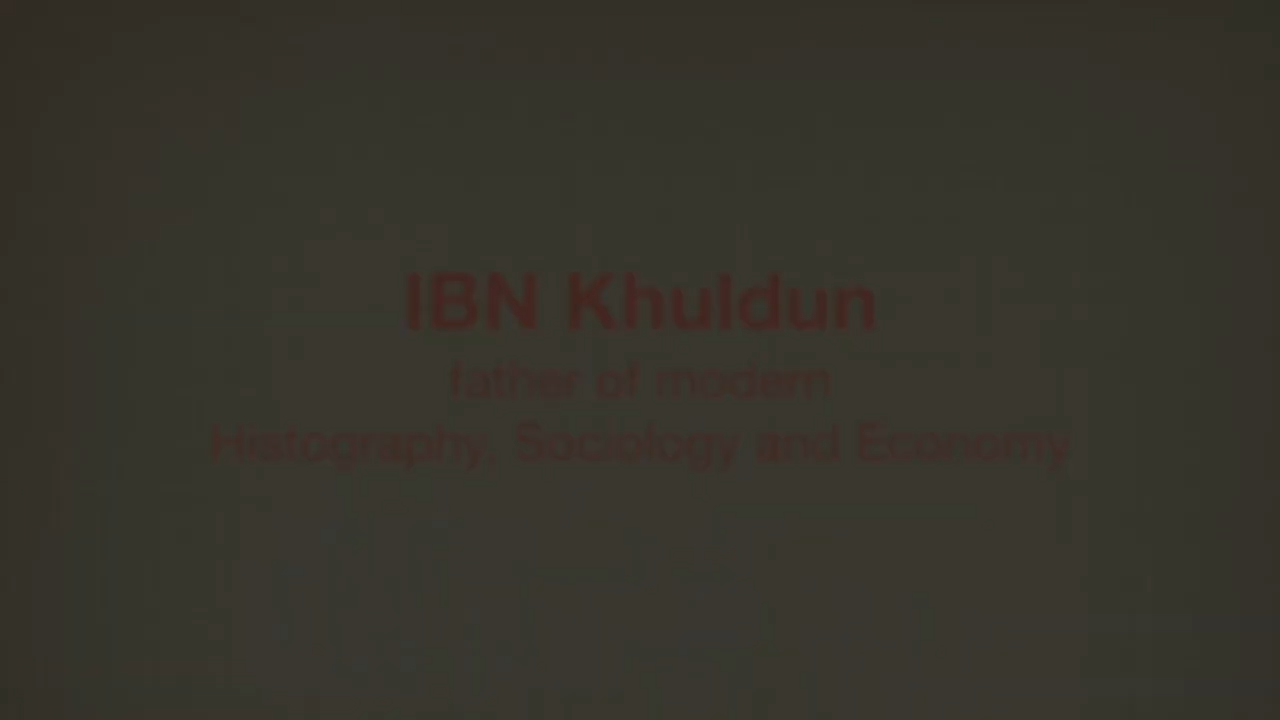 IBN Khuldun
father of modern
Histography, Sociology and Economy